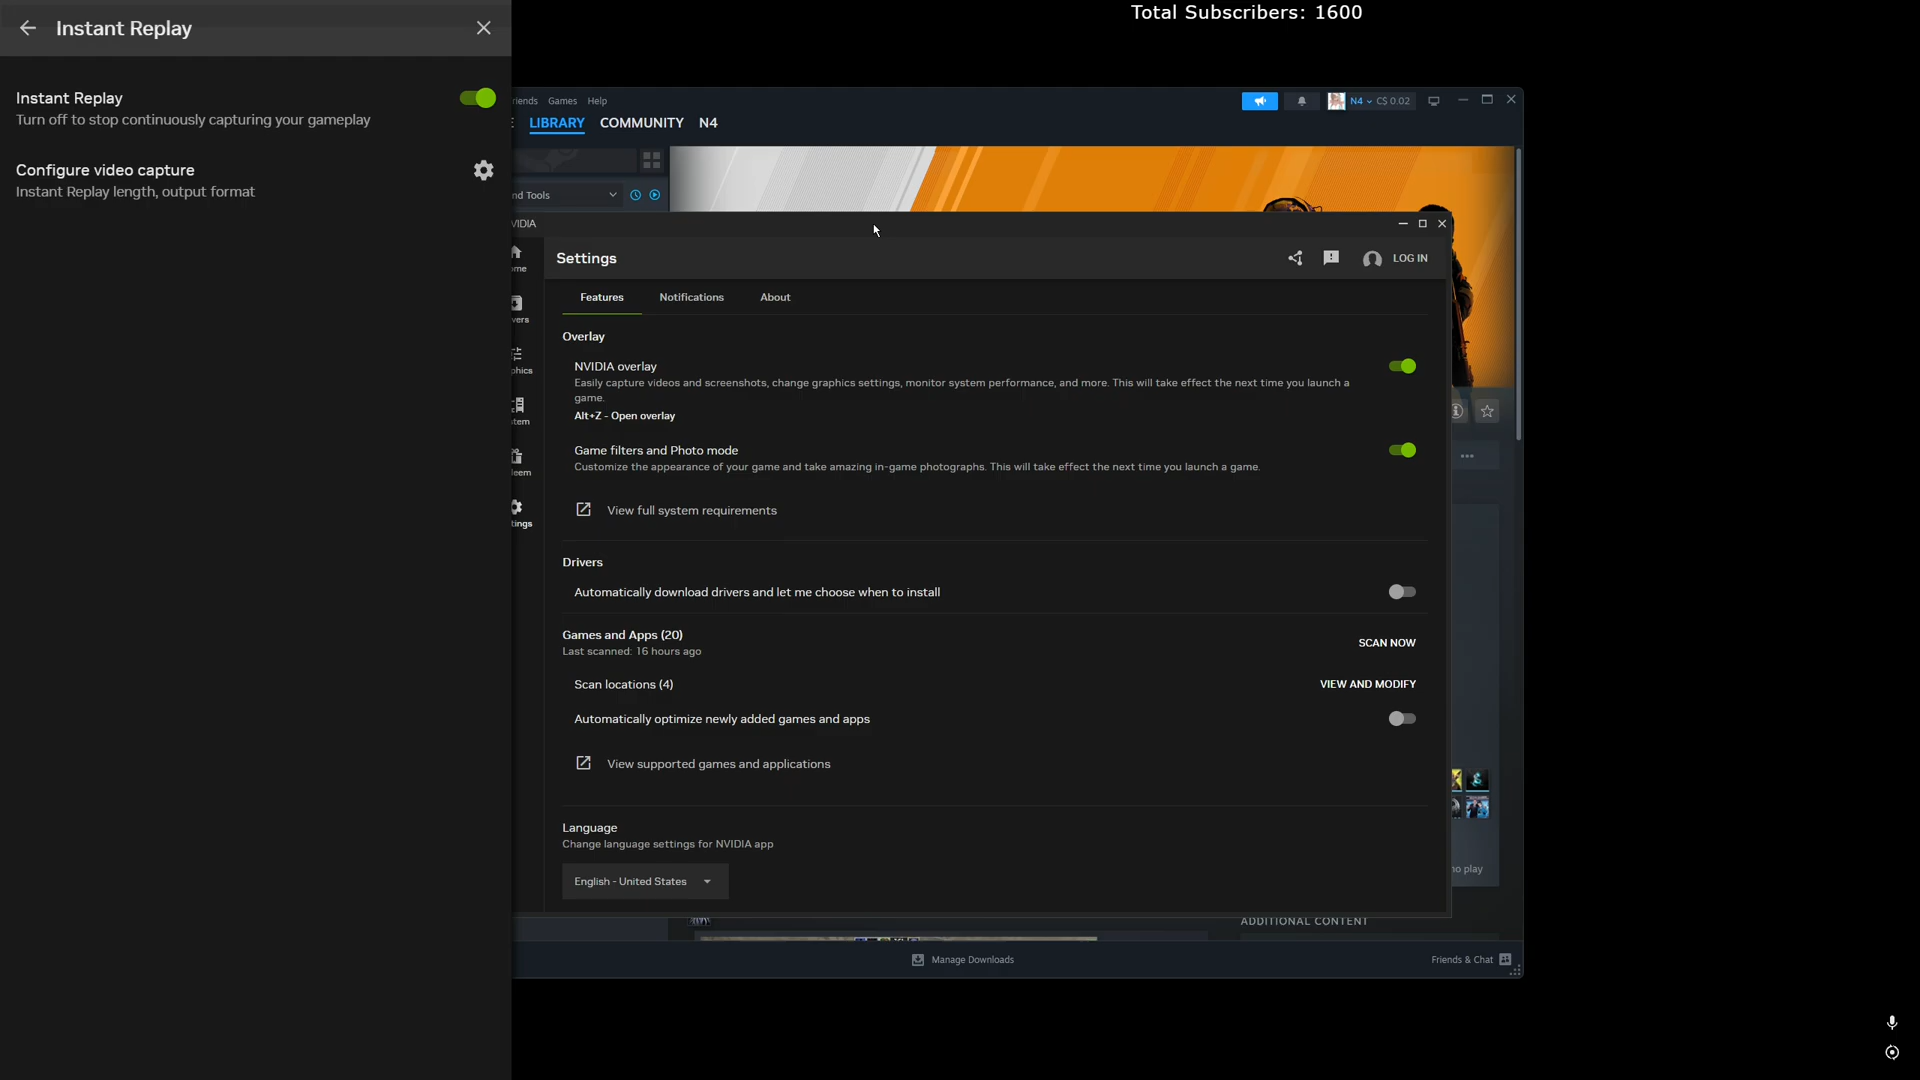 Instant Replay
Total Subscribers: 1600
Instant Replay
Turn off to stop continuously capturing your gameplay
Configure video capture
Instant Replay length, output format
Games Help
N4 C$ 0.02
LIBRARY COMMUNITY N4
nd Tools
VIDIA
Settings
LOG IN
Features Notifications About
Overlay
NVIDIA overlay
Easily capture videos and screenshots, change graphics settings, monitor system performance, and more. This will take effect the next time you launch a
game.
Alt+Z - Open overlay
Game filters and Photo mode
Customize the appearance of your game and take amazing in-game photographs. This will take effect the next time you launch a game.
View full system requirements
Drivers
Automatically download drivers and let me choose when to install
Games and Apps (20)
SCAN NOW
Last scanned: 16 hours ago
Scan locations (4)
VIEW AND MODIFY
Automatically optimize newly added games and apps
View supported games and applications
Language
Change language settings for NVIDIA app
English - United States
play
ADDITIONAL CONTENT
Manage Downloads
Friends & Chat